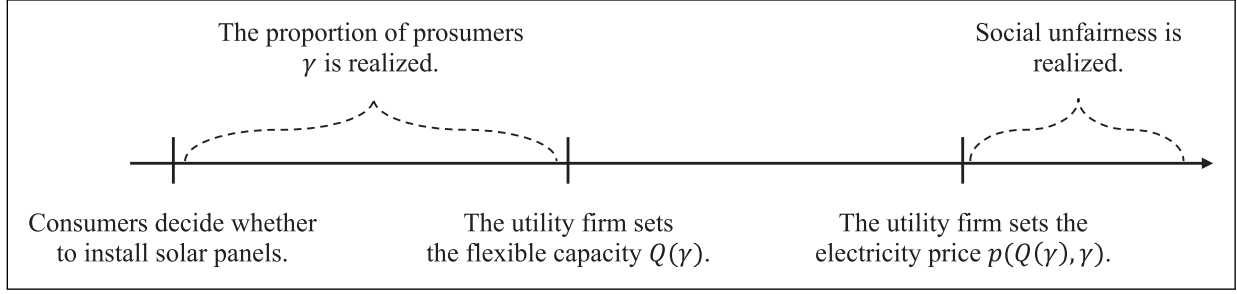 The proportion of prosumers
γ is realized.
Social unfairness is
realized.
Consumers decide whether
to install solar panels.
The utility firm sets
the flexible capacity Q(γ).
The utility firm sets the
electricity price p(Q(γ), γ).